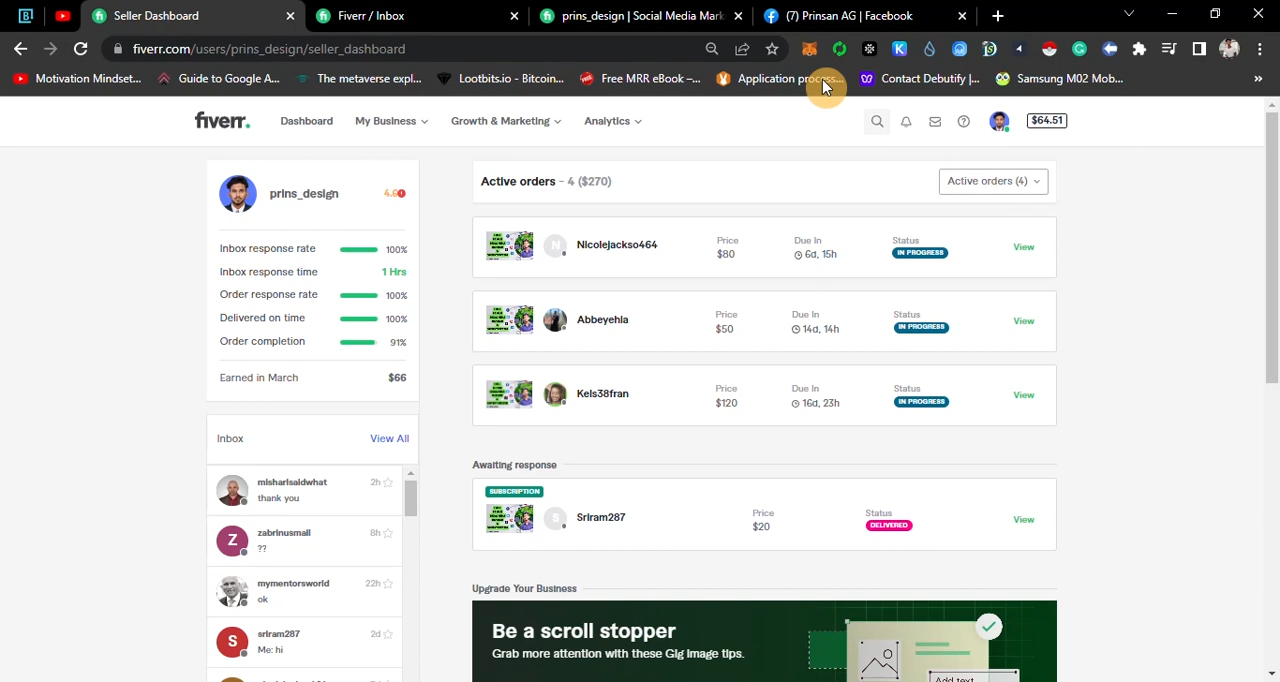 Seller Dashboard
Fiverr / Inbox
prins_design | Social Media Mark
(7) Prinsan AG | Facebook
fiverr.com/users/prins_design/seller_dashboard
Motivation Mindset...
Guide to Google A...
The metaverse expl...
Lootbits.io - Bitcoin...
Free MRR eBook –...
Application process...
Contact Debutify |...
Samsung M02 Mob...
fiverr.
Dashboard
My Business
Growth & Marketing
Analytics
$64.51
prins_design
Active orders - 4 ($270)
Active orders (4)
Inbox response rate
100%
Inbox response time
1 Hrs
Order response rate
100%
Delivered on time
100%
Order completion
91%
Earned in March
$66
N
Nicolejackso464
Price
$80
Due In
6d, 15h
Status
IN PROGRESS
View
Abbeyehla
Price
$50
Due In
14d, 14h
Status
IN PROGRESS
View
Kels38fran
Price
$120
Due In
16d, 23h
Status
IN PROGRESS
View
Inbox
View All
misharisaldwhat
2h
thank you
Z
zabrinusmall
8h
??
mymentorsworld
22h
ok
S
sriram287
2d
Me: hi
Awaiting response
SUBSCRIPTION
S
Sriram287
Price
$20
Status
DELIVERED
View
Upgrade Your Business
Be a scroll stopper
Grab more attention with these Gig Image tips.
Add text